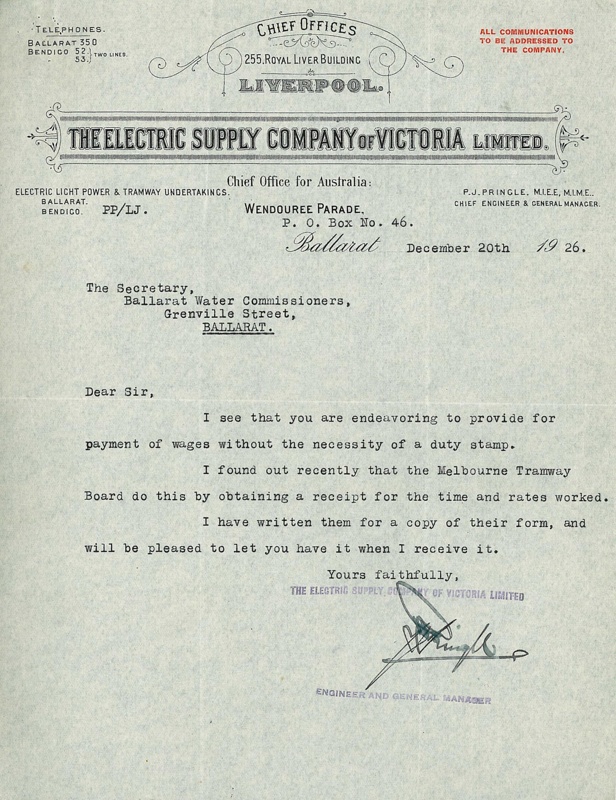 TELEPHONES.
BALLARAT 350
BENDIGO 52
53. TWO LINES.
CHIEF OFFICES
255, ROYAL LIVER BUILDING
LIVERPOOL.
ALL COMMUNICATIONS
TO BE ADDRESSED TO
THE COMPANY.
THE ELECTRIC SUPPLY COMPANY OF VICTORIA LIMITED.
Chief Office for Australia:
ELECTRIC LIGHT POWER & TRAMWAY UNDERTAKINGS.
BALLARAT.
BENDIGO. PP/LJ.
WENDOUREE PARADE,
P. O. Box No. 46.
P.J. PRINGLE, M.I.E.E., M.I.M.E.,
CHIEF ENGINEER & GENERAL MANAGER.
Ballarat December 20th 1926.
The Secretary,
Ballarat Water Commissioners,
Grenville Street,
BALLARAT.
Dear Sir,
I see that you are endeavoring to provide for
payment of wages without the necessity of a duty stamp.
I found out recently that the Melbourne Tramway
Board do this by obtaining a receipt for the time and rates worked.
I have written them for a copy of their form, and
will be pleased to let you have it when I receive it.
Yours faithfully,
THE ELECTRIC SUPPLY COMPANY OF VICTORIA LIMITED
Pringle
ENGINEER AND GENERAL MANAGER